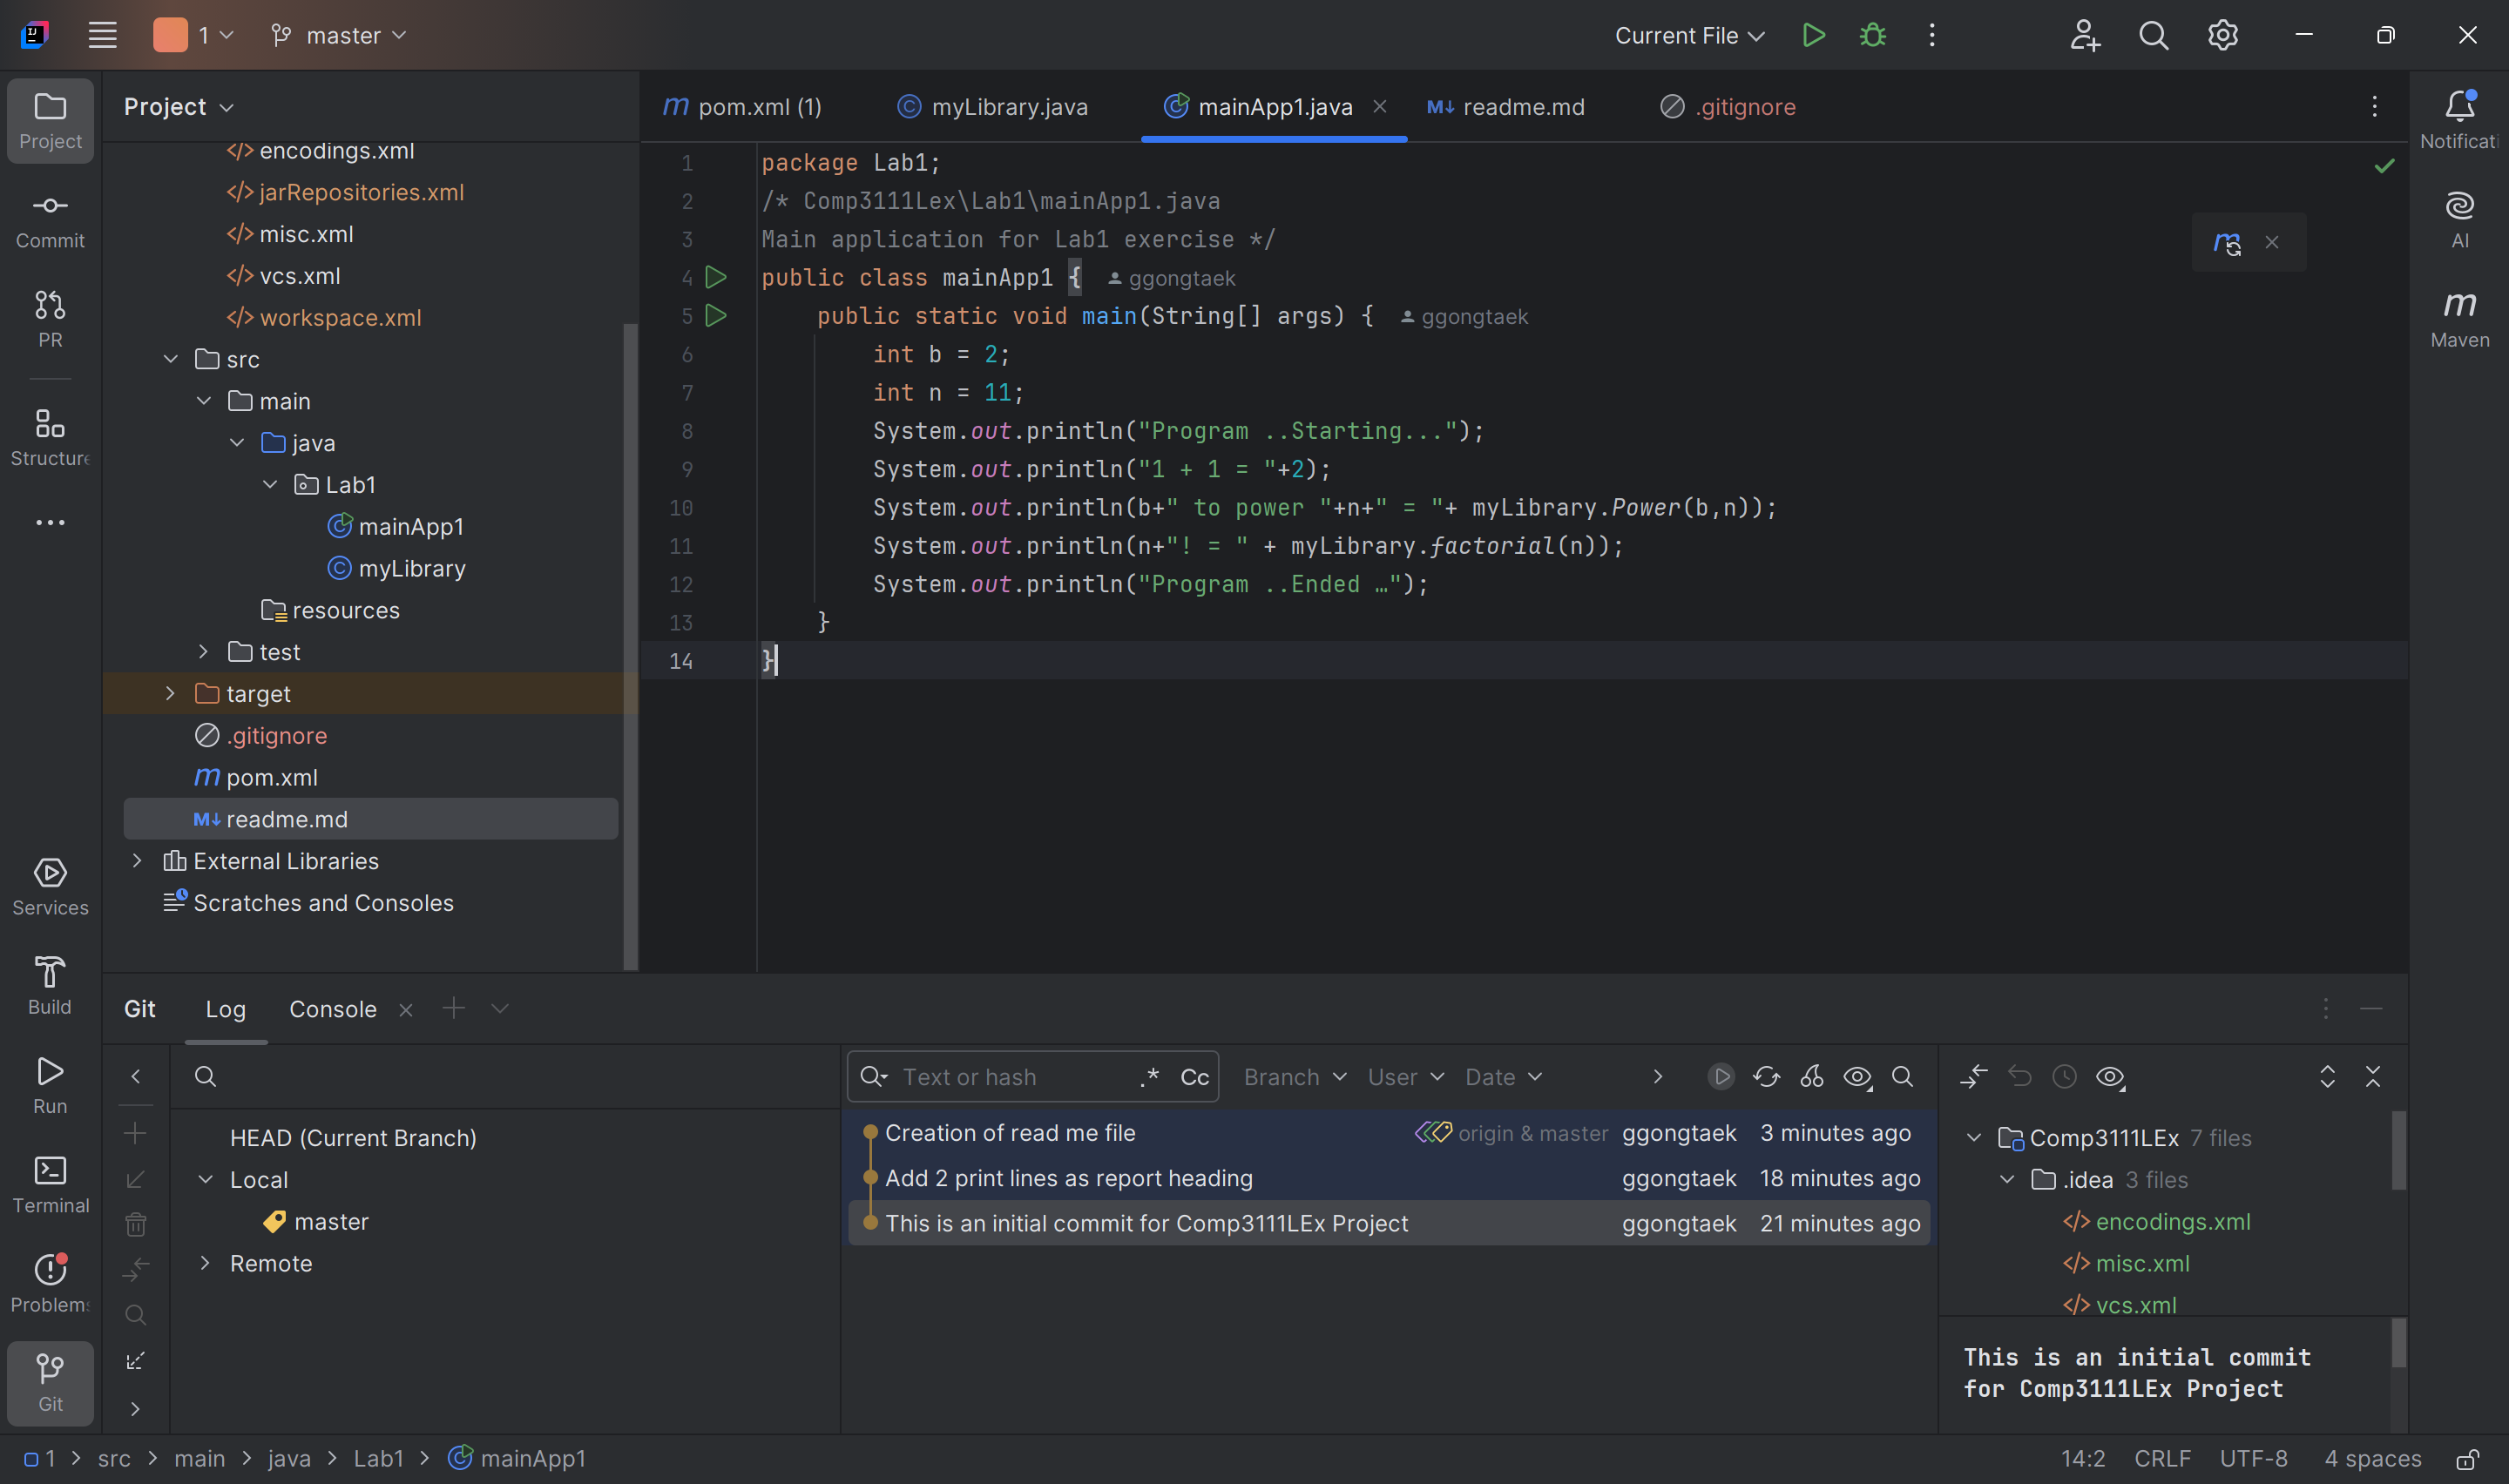 1
master
Current File
Project
Commit
PR
Structure
Services
Build
Run
Terminal
Problems
Git
Project
encodings.xml
jarRepositories.xml
misc.xml
vcs.xml
workspace.xml
src
main
java
Lab1
mainApp1
myLibrary
resources
test
target
.gitignore
pom.xml
readme.md
External Libraries
Scratches and Consoles
pom.xml (1) myLibrary.java mainApp1.java readme.md .gitignore
1 package Lab1;
2 /* Comp3111Lex\Lab1\mainApp1.java
3 Main application for Lab1 exercise */
4 public class mainApp1 { ggongtaek
5 public static void main(String[] args) { ggongtaek
6 int b = 2;
7 int n = 11;
8 System.out.println("Program ..Starting...");
9 System.out.println("1 + 1 = "+2);
10 System.out.println(b+" to power "+n+" = "+ myLibrary.Power(b,n));
11 System.out.println(n+"! = " + myLibrary.factorial(n));
12 System.out.println("Program ..Ended …");
13 }
14 }
Notificati
AI
Maven
Git Log Console
HEAD (Current Branch)
Local
master
Remote
Text or hash .* Cc Branch User Date
Creation of read me file origin & master ggongtaek 3 minutes ago
Add 2 print lines as report heading ggongtaek 18 minutes ago
This is an initial commit for Comp3111LEx Project ggongtaek 21 minutes ago
Comp3111LEx 7 files
.idea 3 files
encodings.xml
misc.xml
vcs.xml
This is an initial commit
for Comp3111LEx Project
1 > src > main > java > Lab1 > mainApp1
14:2 CRLF UTF-8 4 spaces